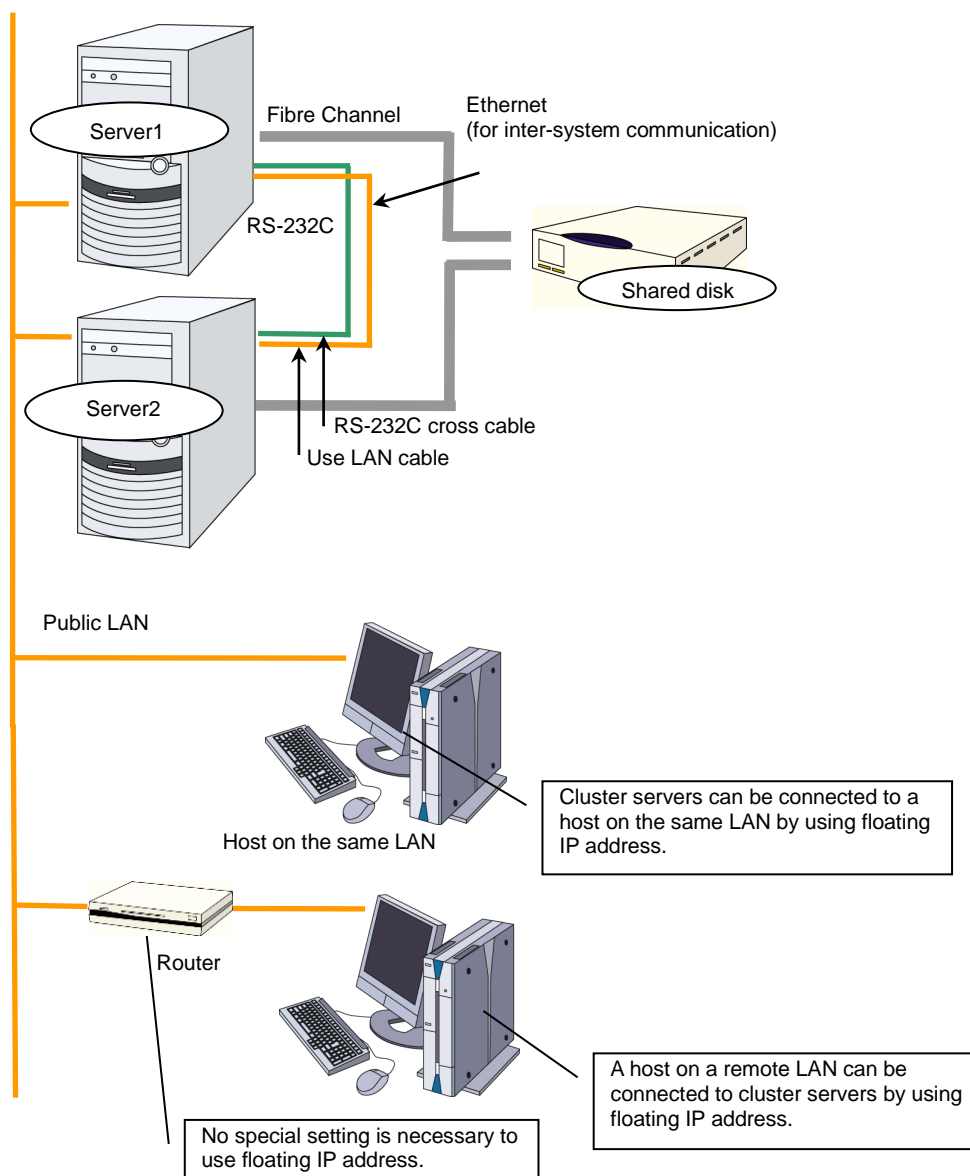 Fibre Channel
Ethernet
(for inter-system communication)
Server1
RS-232C
Shared disk
Server2
RS-232C cross cable
Use LAN cable
Public LAN
Cluster servers can be connected to a
host on the same LAN by using floating
IP address.
Host on the same LAN
Router
A host on a remote LAN can be
connected to cluster servers by using
floating IP address.
No special setting is necessary to
use floating IP address.